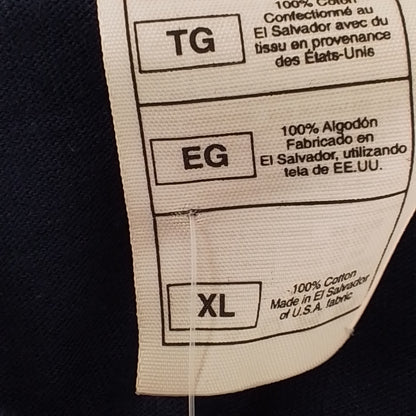 TG
100% Coton
Confectionné au
El Salvador avec du
tissu en provenance
des États-Unis
EG
100% Algodón
Fabricado en
El Salvador, utilizando
tela de EE.UU.
XL
100% Cotton
Made in El Salvador
of U.S.A. fabric